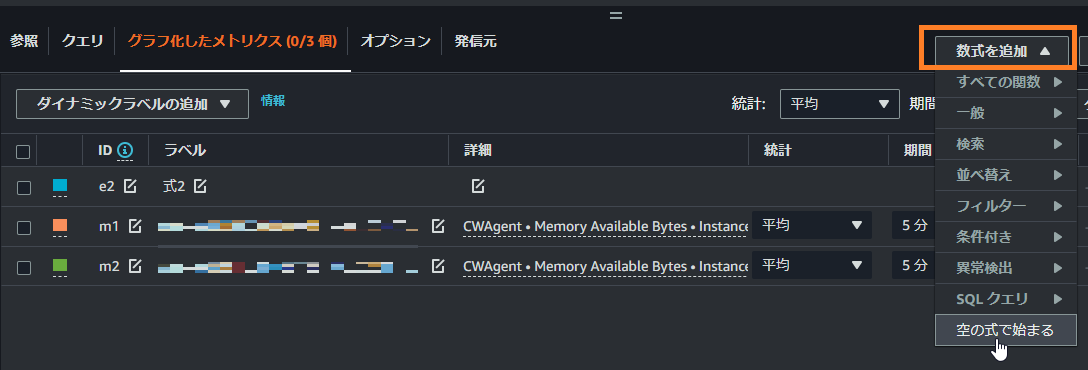 参照 クエリ グラフ化したメトリクス (0/3 個) オプション 発信元 数式を追加
ダイナミックラベルの追加 情報 統計: 平均 期間
すべての関数
一般
検索
並べ替え
フィルター
条件付き
異常検出
SQL クエリ
空の式で始まる
ID ラベル 詳細 統計 期間
e2 式2
m1 CWAgent • Memory Available Bytes • Instance 平均 5 分
m2 CWAgent • Memory Available Bytes • Instance 平均 5 分